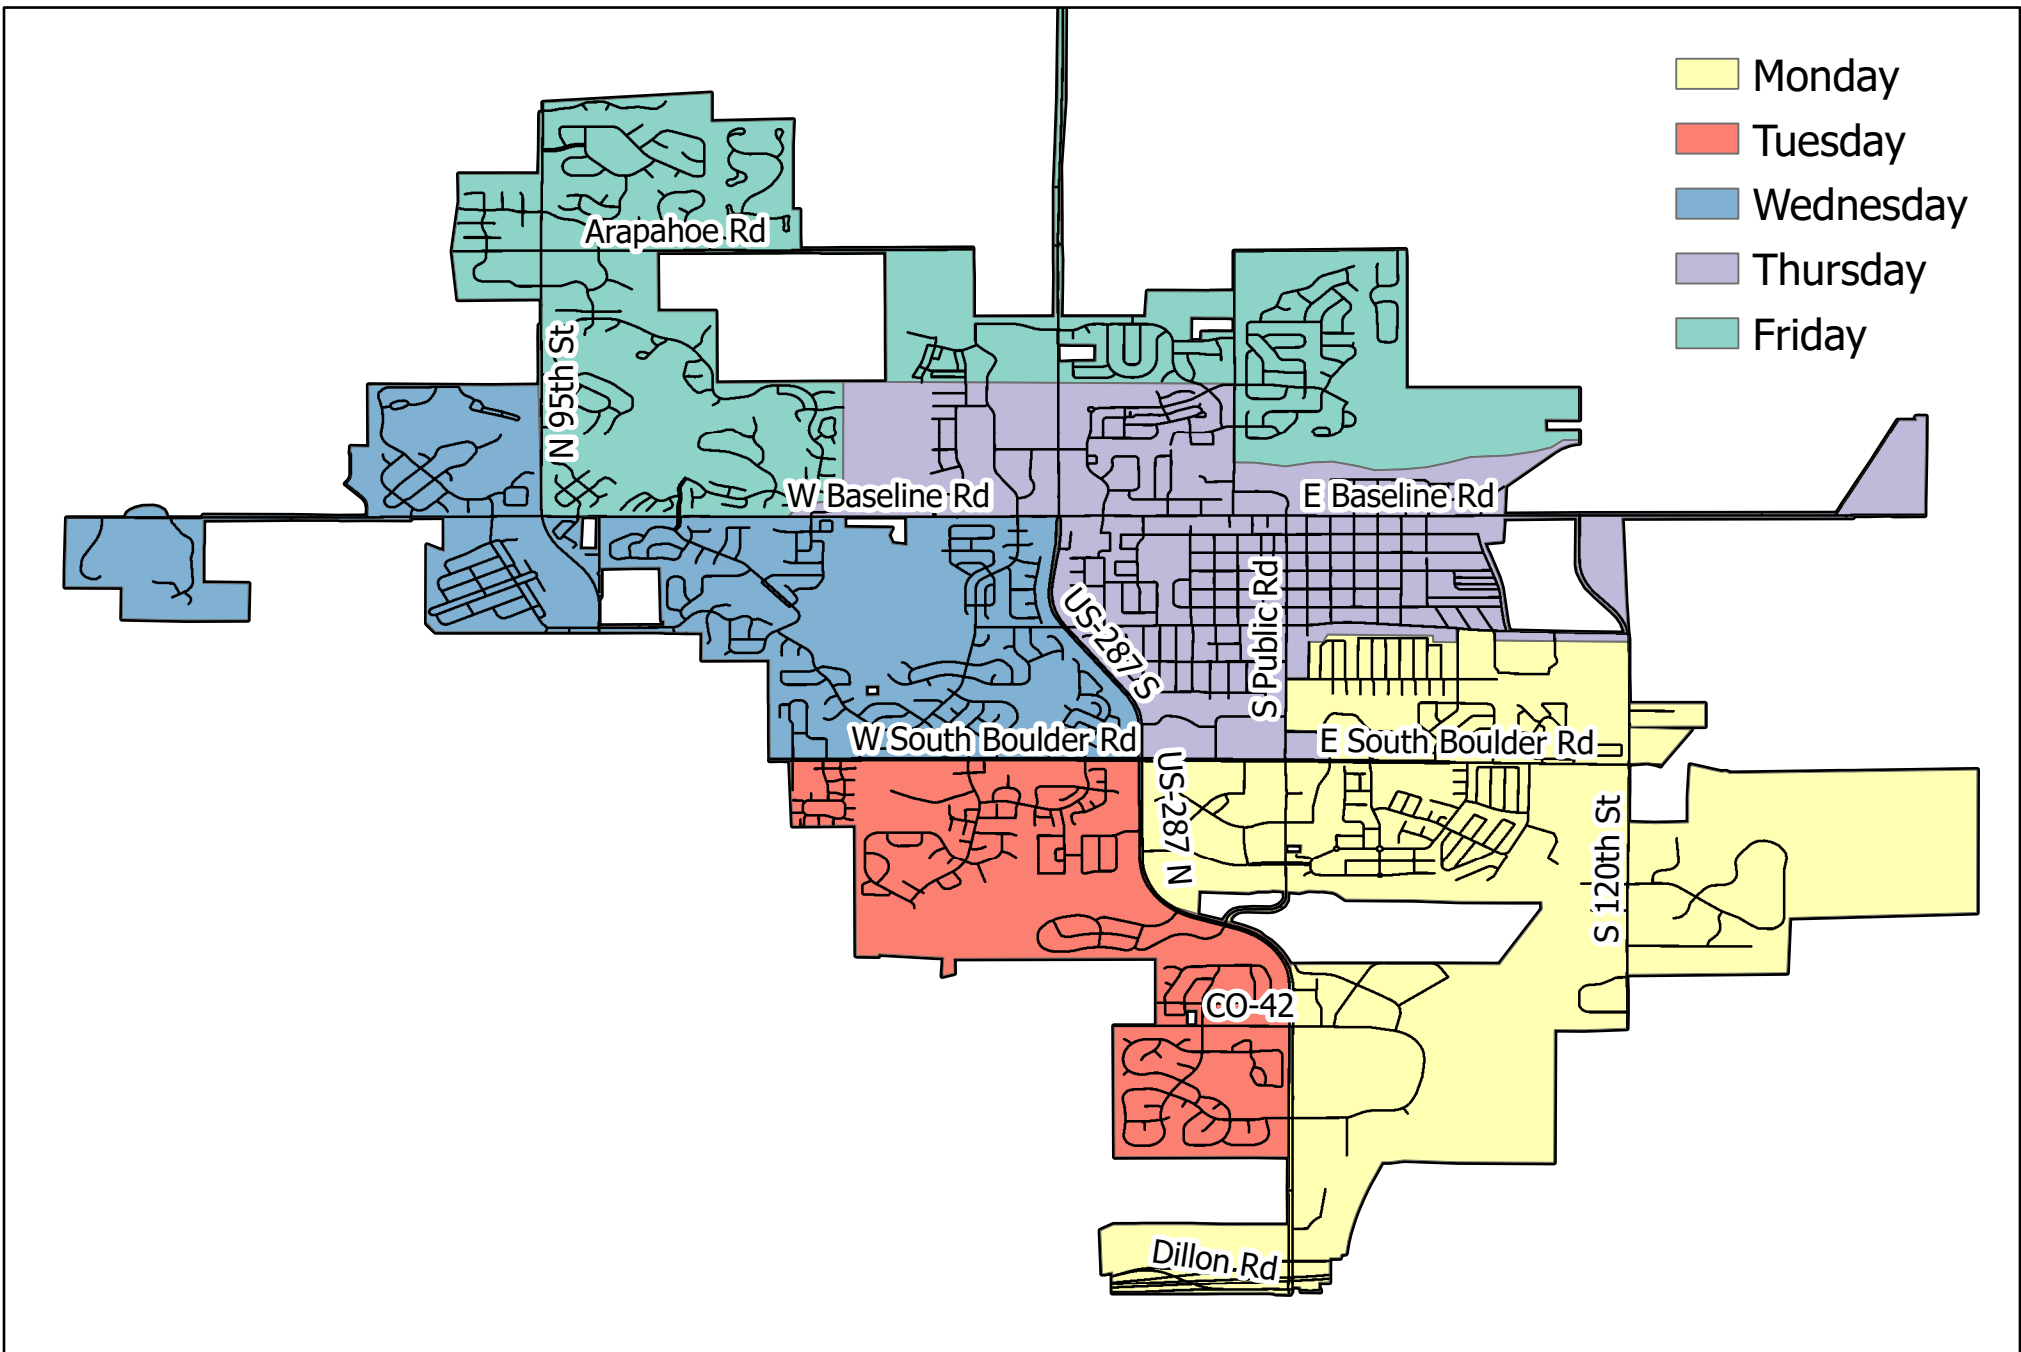 Monday
Tuesday
Wednesday
Thursday
Friday
Arapahoe Rd
N 95th St
W Baseline Rd
E Baseline Rd
US-287 S
S Public Rd
W South Boulder Rd
E South Boulder Rd
US-287 N
S 120th St
CO-42
Dillon Rd